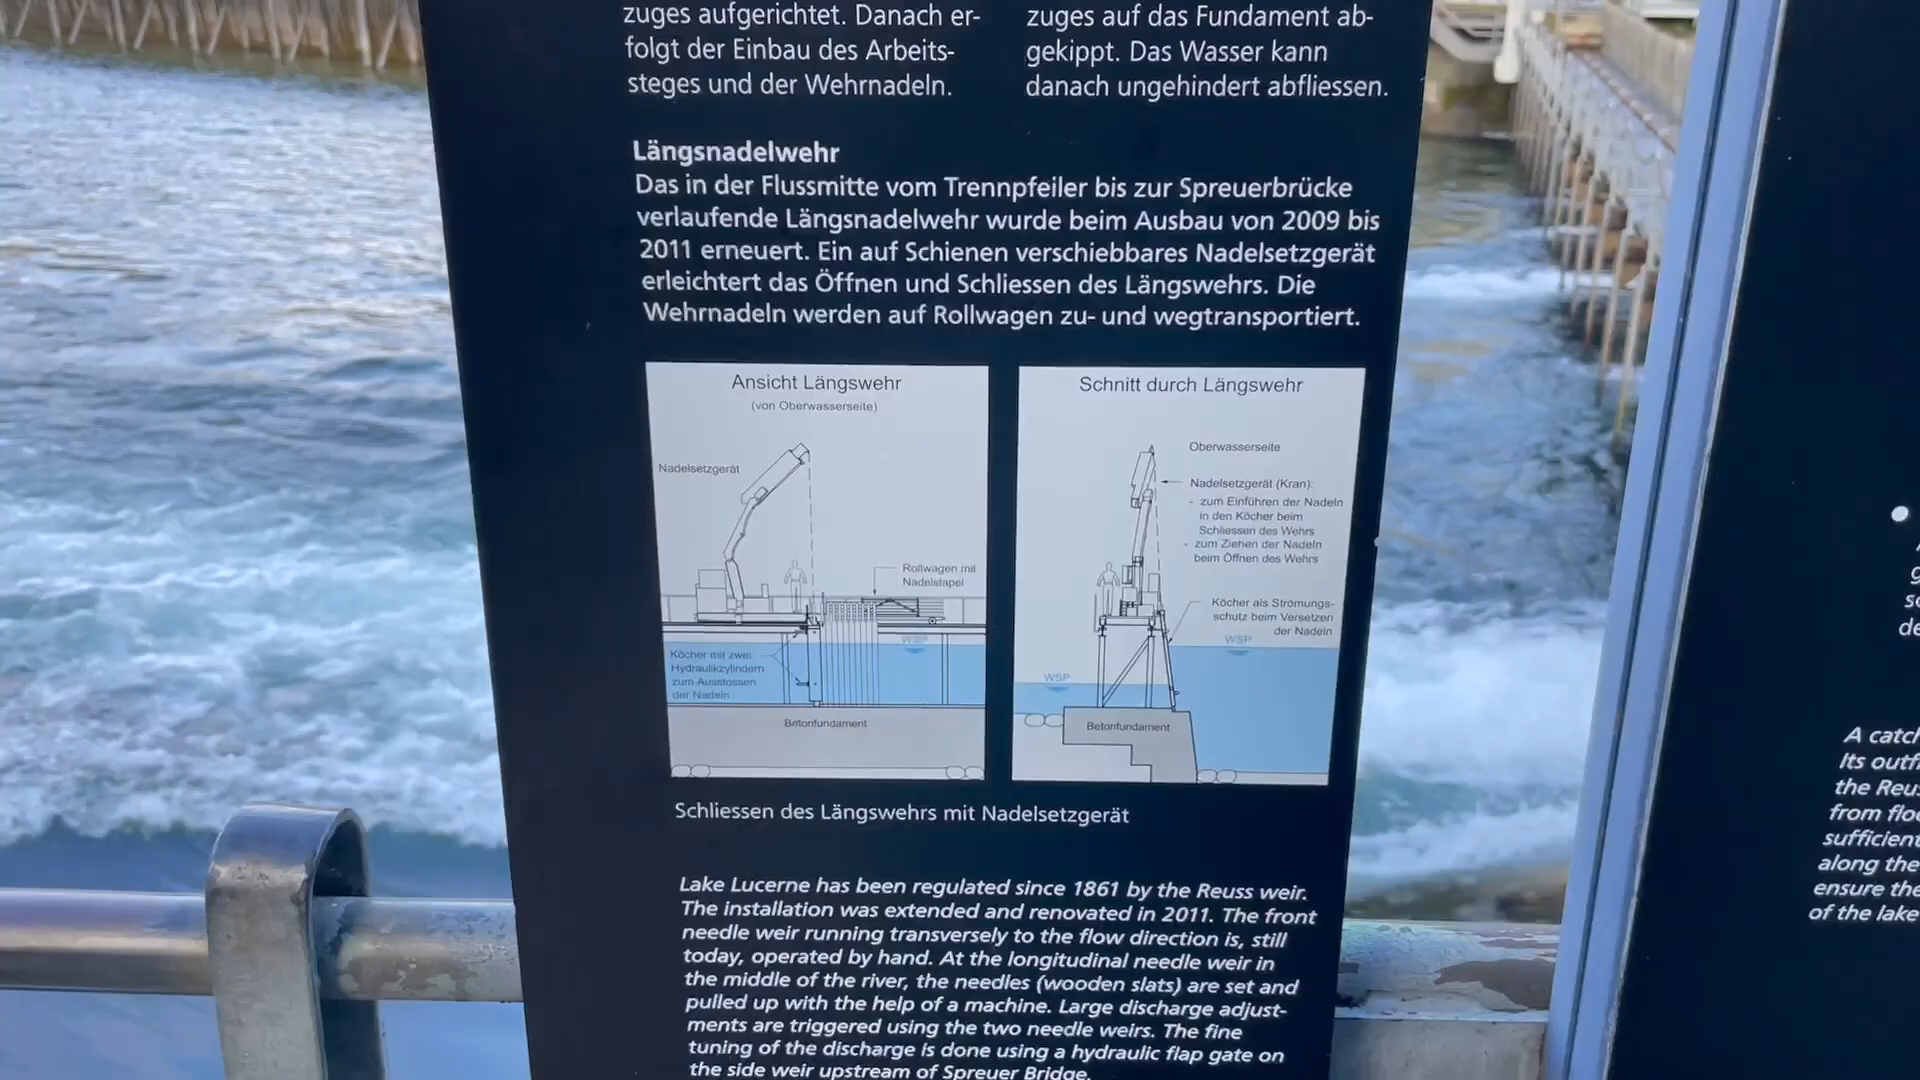 zuges aufgerichtet. Danach er-
folgt der Einbau des Arbeits-
steges und der Wehrnadeln.
zuges auf das Fundament ab-
gekippt. Das Wasser kann
danach ungehindert abfliessen.
Längsnadelwehr
Das in der Flussmitte vom Trennpfeiler bis zur Spreuerbrücke
verlaufende Längsnadelwehr wurde beim Ausbau von 2009 bis
2011 erneuert. Ein auf Schienen verschiebbares Nadelsetzgerät
erleichtert das Öffnen und Schliessen des Längswehrs. Die
Wehrnadeln werden auf Rollwagen zu- und wegtransportiert.
Ansicht Längswehr
(von Oberwasserseite)
Nadelsetzgerät
Rollwagen mit
Nadelstapel
WSP
Köcher mit zwei
Hydraulikzylindern
zum Ausstossen
der Nadeln
Betonfundament
Schnitt durch Längswehr
Oberwasserseite
Nadelsetzgerät (Kran):
- zum Einführen der Nadeln
in den Köcher beim
Schliessen des Wehrs
- zum Ziehen der Nadeln
beim Öffnen des Wehrs
Köcher als Strömungs-
schutz beim Versetzen
der Nadeln
WSP
WSP
Betonfundament
Schliessen des Längswehrs mit Nadelsetzgerät
Lake Lucerne has been regulated since 1861 by the Reuss weir.
The installation was extended and renovated in 2011. The front
needle weir running transversely to the flow direction is, still
today, operated by hand. At the longitudinal needle weir in
the middle of the river, the needles (wooden slats) are set and
pulled up with the help of a machine. Large discharge adjust-
ments are triggered using the two needle weirs. The fine
tuning of the discharge is done using a hydraulic flap gate on
the side weir upstream of Spreuer Bridge.
A catch
Its outf
the Reus
from floo
sufficient
along the
ensure the
of the lake